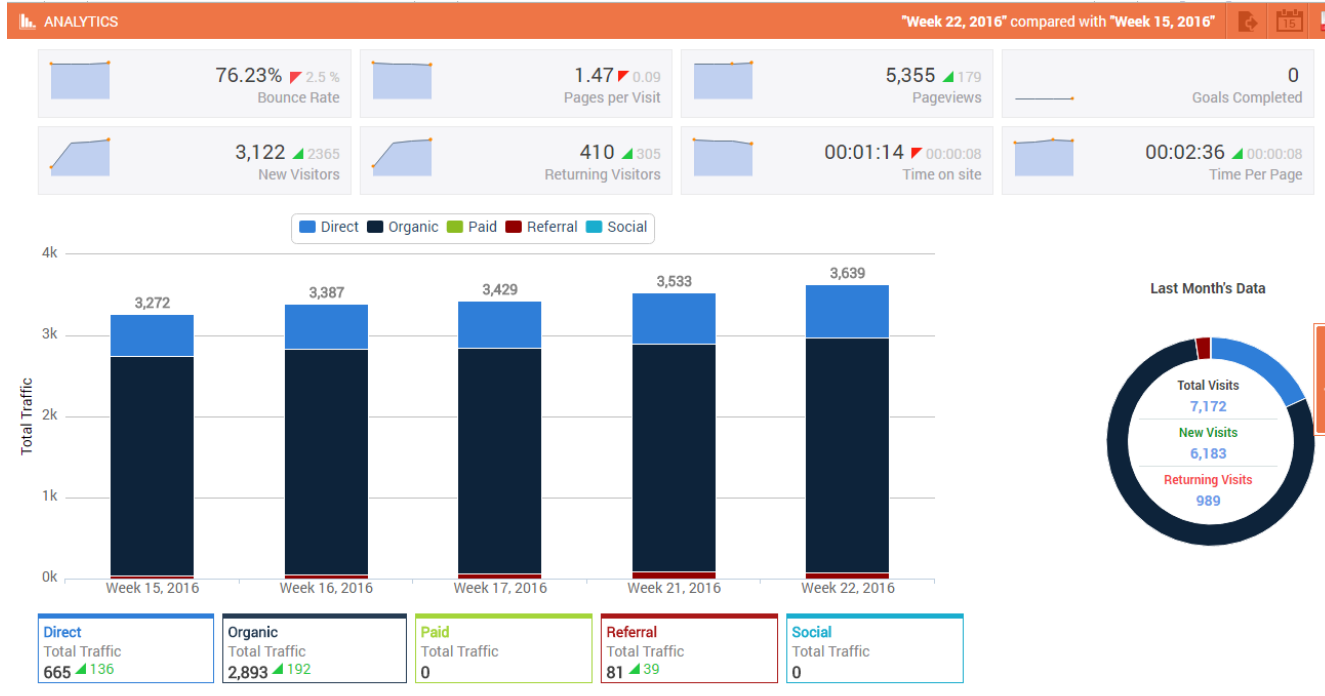 ANALYTICS
"Week 22, 2016" compared with "Week 15, 2016"
15
76.23% 2.5 %
Bounce Rate
1.47 0.09
Pages per Visit
5,355 179
Pageviews
0
Goals Completed
3,122 2365
New Visitors
410 305
Returning Visitors
00:01:14 00:00:08
Time on site
00:02:36 00:00:08
Time Per Page
Direct Organic Paid Referral Social
Total Traffic
4k
3k
2k
1k
0k
3,272
3,387
3,429
3,533
3,639
Week 15, 2016
Week 16, 2016
Week 17, 2016
Week 21, 2016
Week 22, 2016
Last Month's Data
Total Visits
7,172
New Visits
6,183
Returning Visits
989
Direct
Total Traffic
665 136
Organic
Total Traffic
2,893 192
Paid
Total Traffic
0
Referral
Total Traffic
81 39
Social
Total Traffic
0